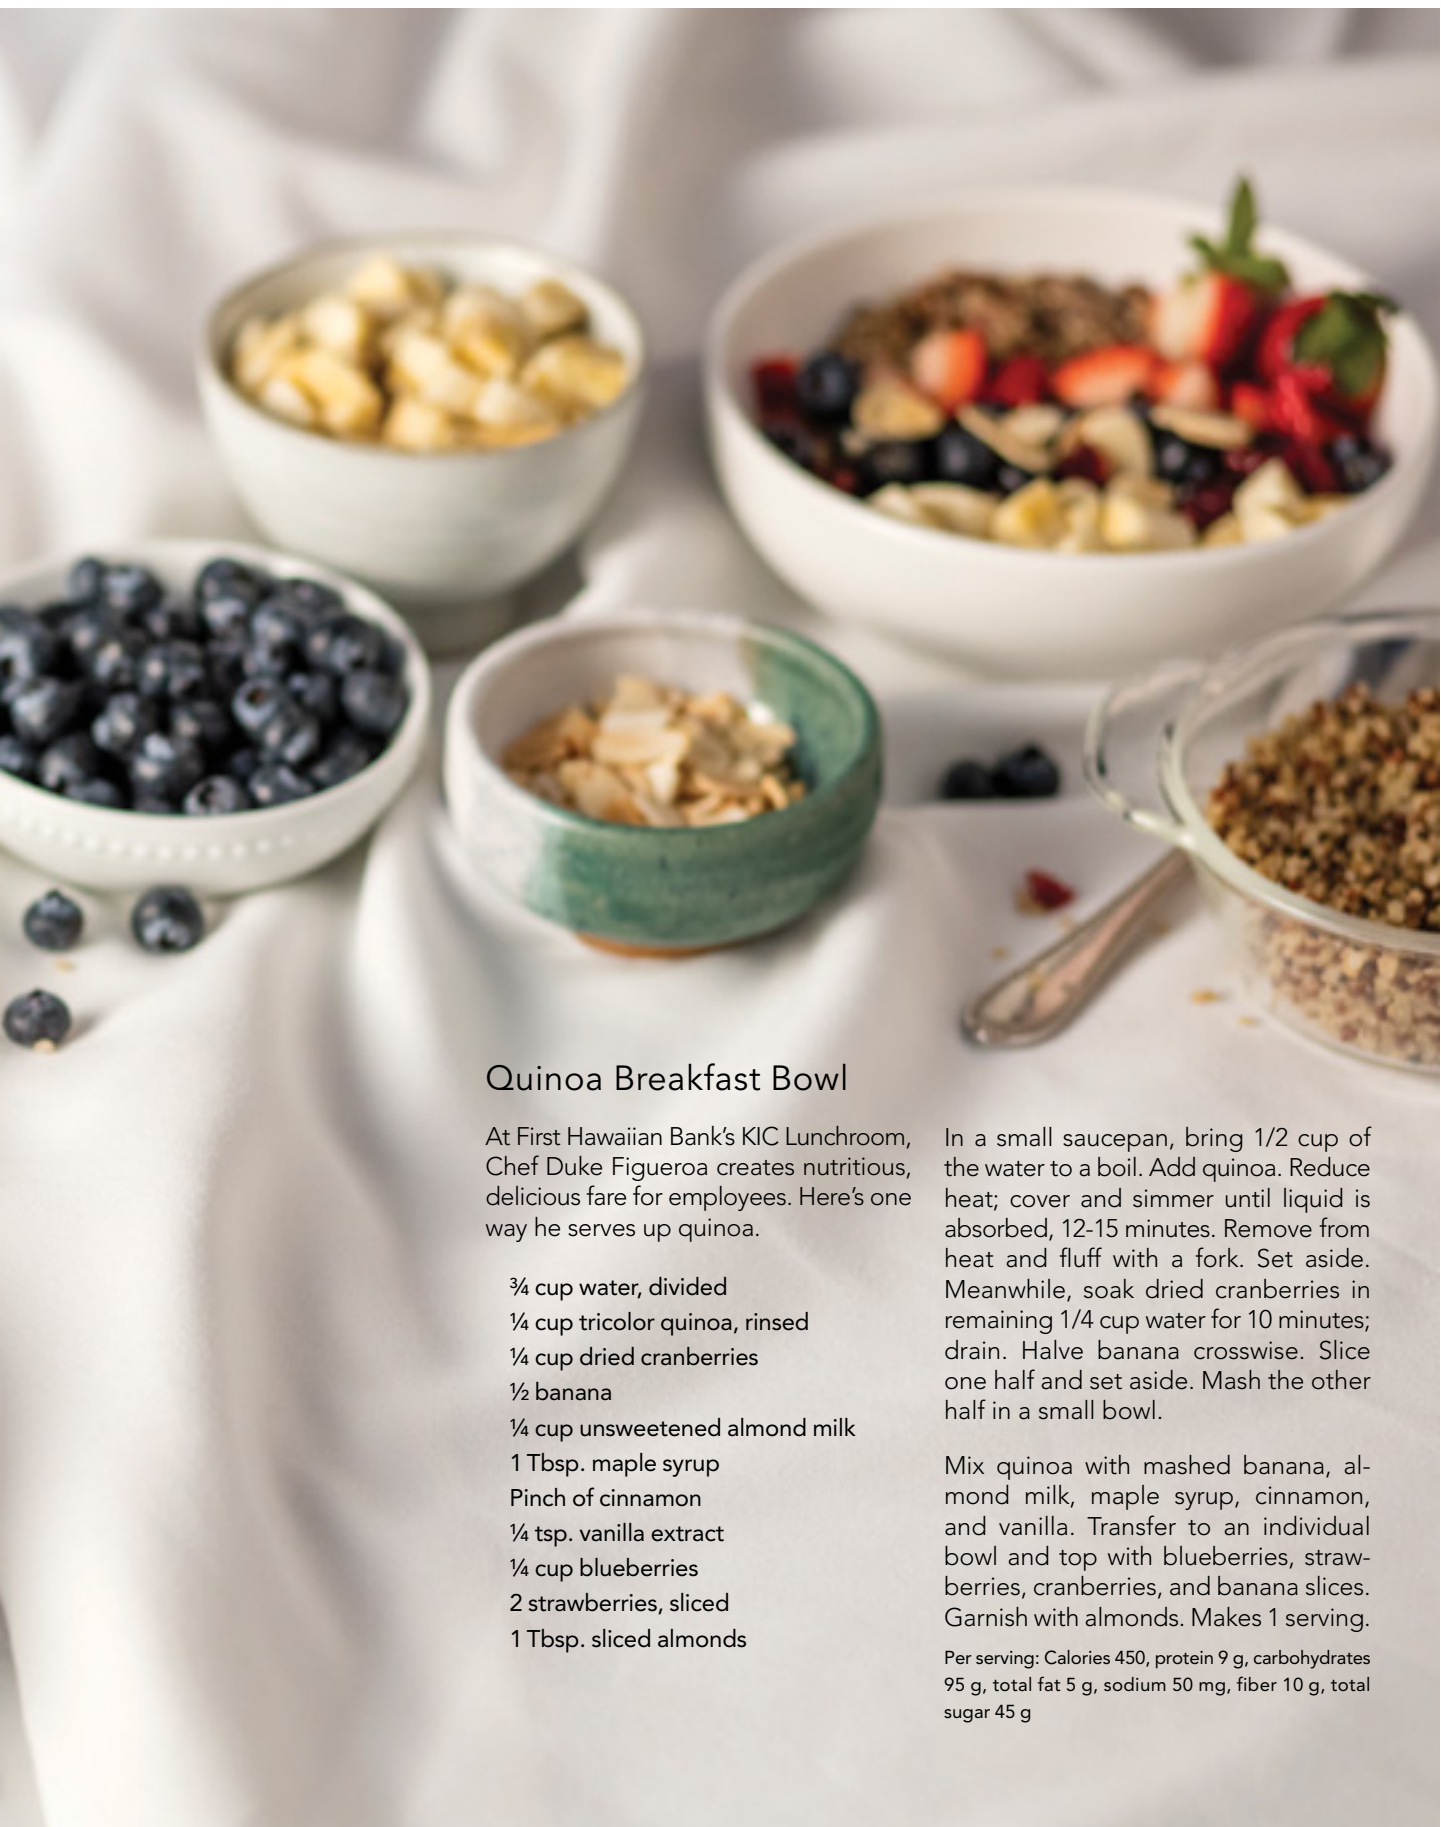 Quinoa Breakfast Bowl
At First Hawaiian Bank's KIC Lunchroom,
Chef Duke Figueroa creates nutritious,
delicious fare for employees. Here's one
way he serves up quinoa.
¾ cup water, divided
¼ cup tricolor quinoa, rinsed
¼ cup dried cranberries
½ banana
¼ cup unsweetened almond milk
1 Tbsp. maple syrup
Pinch of cinnamon
¼ tsp. vanilla extract
¼ cup blueberries
2 strawberries, sliced
1 Tbsp. sliced almonds
In a small saucepan, bring 1/2 cup of
the water to a boil. Add quinoa. Reduce
heat; cover and simmer until liquid is
absorbed, 12-15 minutes. Remove from
heat and fluff with a fork. Set aside.
Meanwhile, soak dried cranberries in
remaining 1/4 cup water for 10 minutes;
drain. Halve banana crosswise. Slice
one half and set aside. Mash the other
half in a small bowl.
Mix quinoa with mashed banana, al-
mond milk, maple syrup, cinnamon,
and vanilla. Transfer to an individual
bowl and top with blueberries, straw-
berries, cranberries, and banana slices.
Garnish with almonds. Makes 1 serving.
Per serving: Calories 450, protein 9 g, carbohydrates
95 g, total fat 5 g, sodium 50 mg, fiber 10 g, total
sugar 45 g